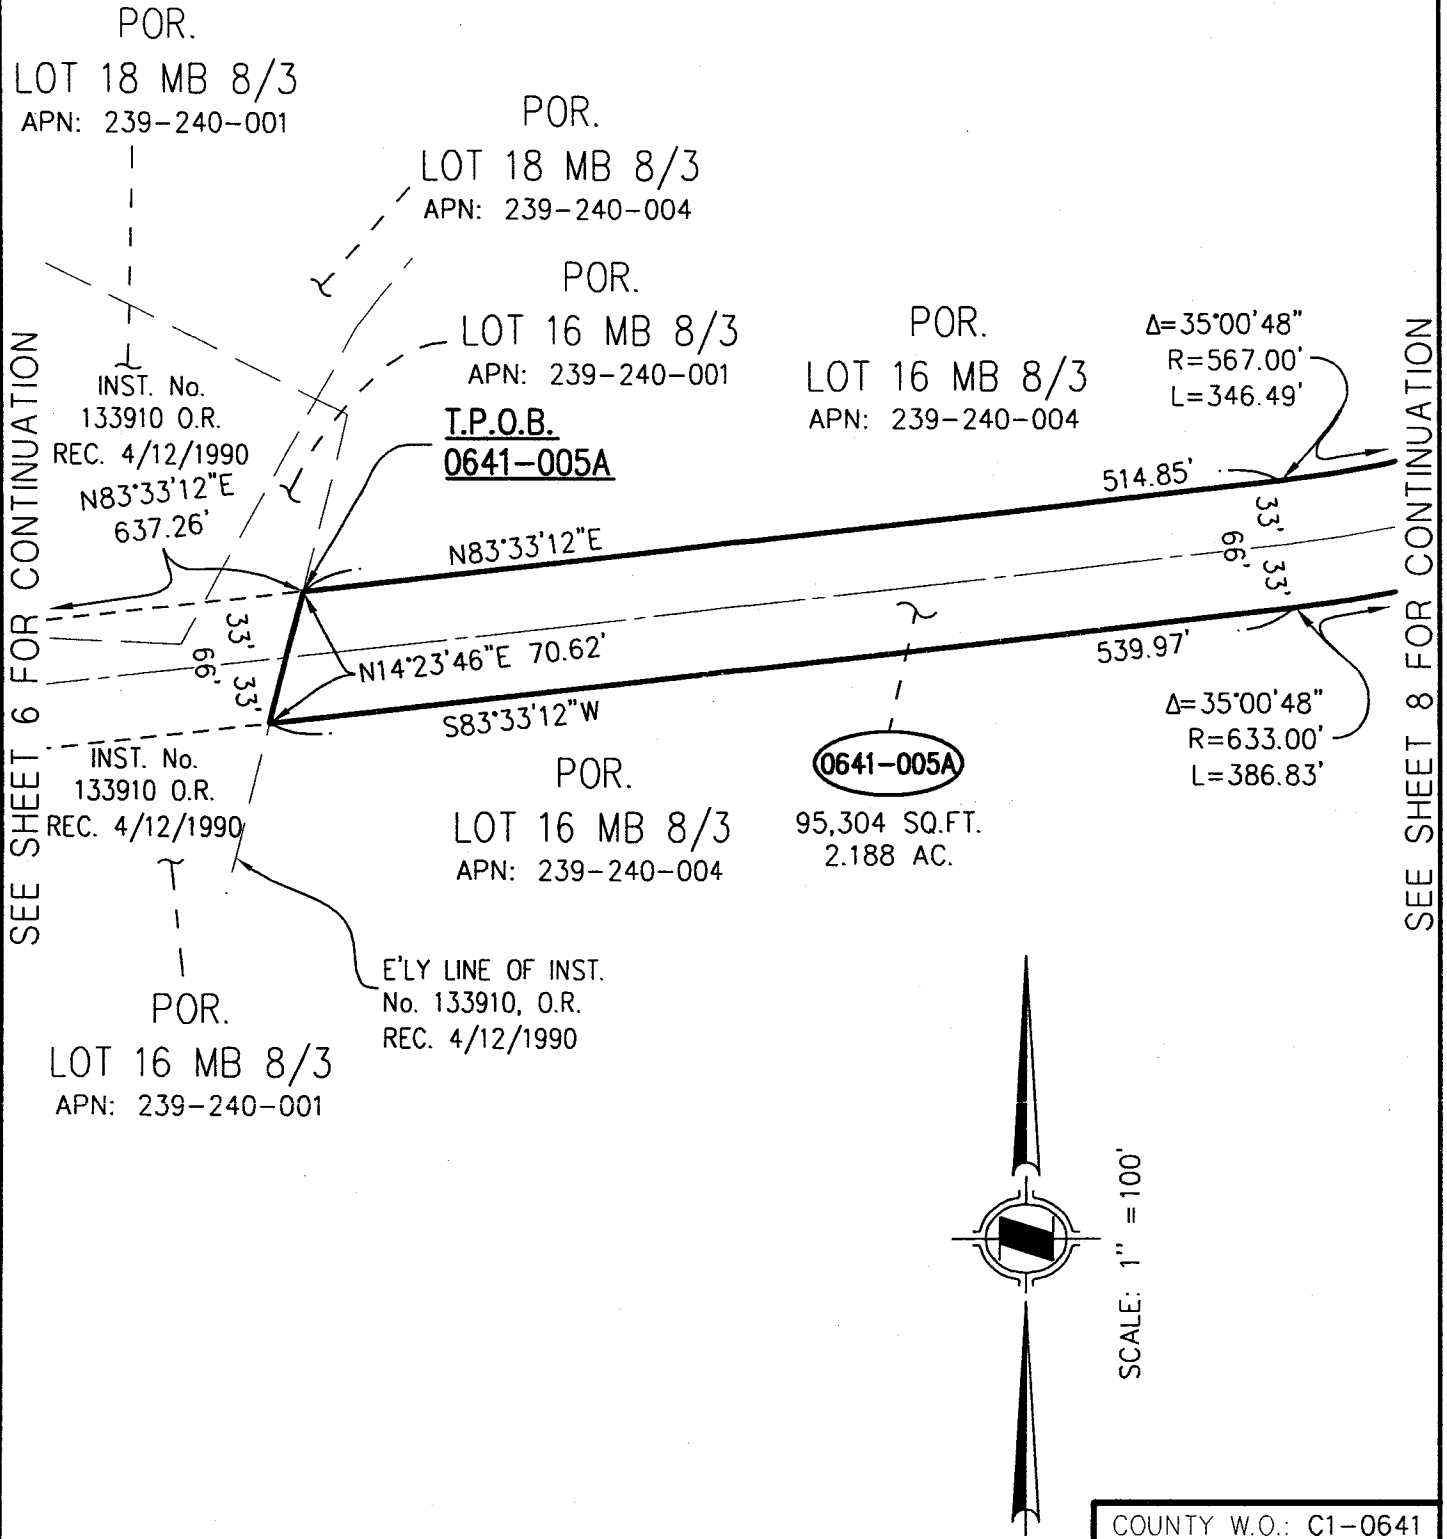 POR.
LOT 18 MB 8/3
APN: 239-240-001
POR.
LOT 18 MB 8/3
APN: 239-240-004
POR.
LOT 16 MB 8/3
APN: 239-240-001
POR.
LOT 16 MB 8/3
APN: 239-240-004
Δ=35°00'48"
R=567.00'
L=346.49'
SEE SHEET 6 FOR CONTINUATION
INST. No.
133910 O.R.
REC. 4/12/1990
N83°33'12"E
637.26'
T.P.O.B.
0641-005A
N83°33'12"E
514.85'
33'
66'
33'
33'
66'
33'
N14°23'46"E 70.62'
S83°33'12"W
539.97'
SEE SHEET 8 FOR CONTINUATION
Δ=35°00'48"
R=633.00'
L=386.83'
INST. No.
133910 O.R.
REC. 4/12/1990
POR.
LOT 16 MB 8/3
APN: 239-240-004
0641-005A
95,304 SQ.FT.
2.188 AC.
E'LY LINE OF INST.
No. 133910, O.R.
REC. 4/12/1990
POR.
LOT 16 MB 8/3
APN: 239-240-001
N
SCALE: 1" =100'
COUNTY W.O.: C1-0641